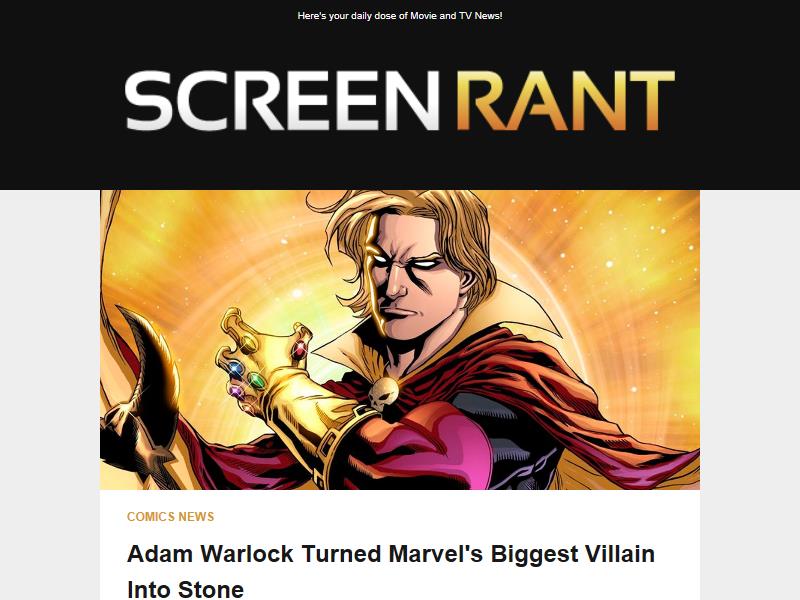 Here's your daily dose of Movie and TV News!
SCREEN RANT
COMICS NEWS
Adam Warlock Turned Marvel's Biggest Villain
Into Stone